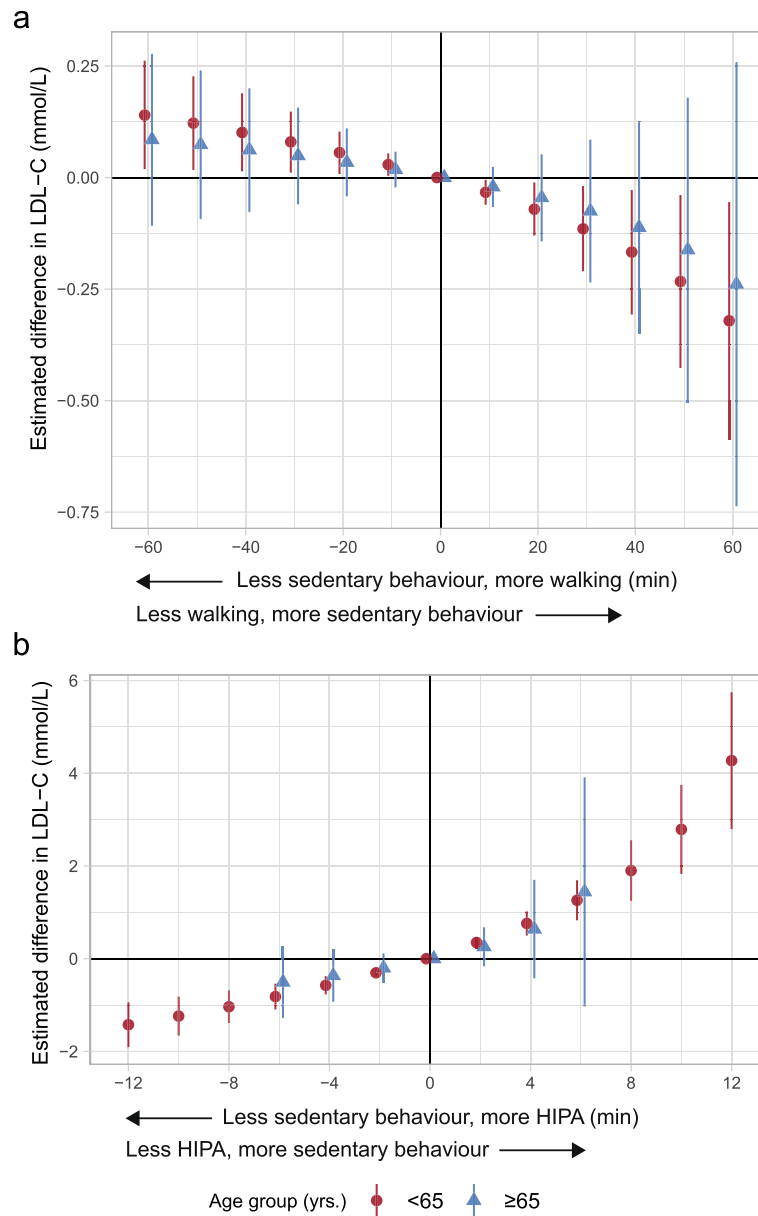 a
Estimated difference in LDL−C (mmol/L)
0.25
0.00
−0.25
−0.50
−0.75
−60 −40 −20 0 20 40 60
Less sedentary behaviour, more walking (min)
Less walking, more sedentary behaviour
b
Estimated difference in LDL−C (mmol/L)
6
4
2
0
−2
−12 −8 −4 0 4 8 12
Less sedentary behaviour, more HIPA (min)
Less HIPA, more sedentary behaviour
Age group (yrs.) <65 ≥65